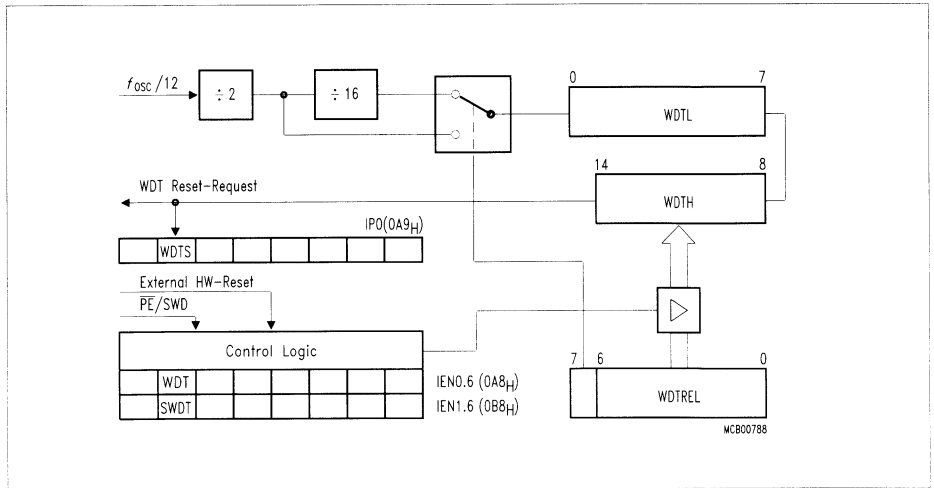 fOSC/12
÷ 2
÷ 16
0 7
WDTL
14 8
WDTH
WDT Reset-Request
IP0(0A9H)
WDTS
External HW-Reset
PE/SWD
Control Logic
WDT
IEN0.6 (0A8H)
SWDT
IEN1.6 (0B8H)
7 6 0
WDTREL
MCB00788